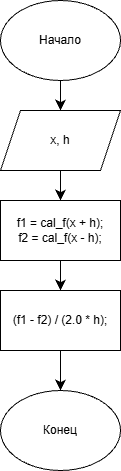 Начало
x, h
f1 = cal_f(x + h);
f2 = cal_f(x - h);
(f1 - f2) / (2.0 * h);
Конец